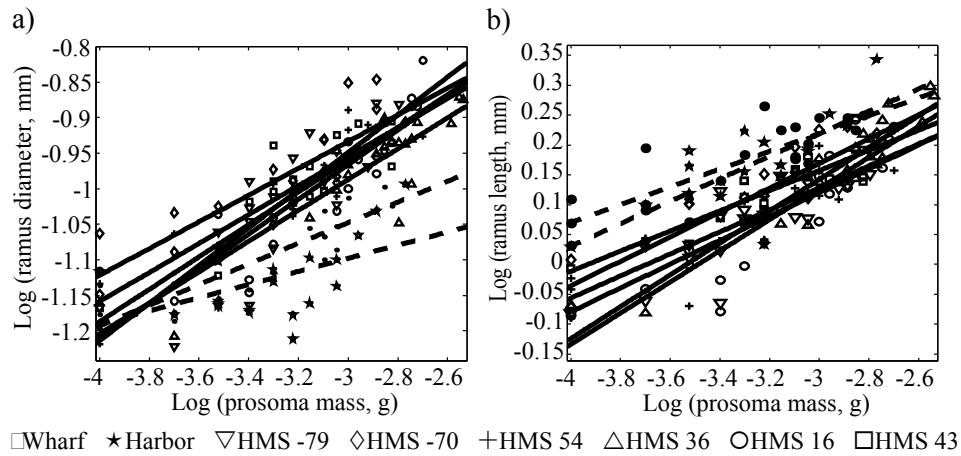 a)
b)
Log (ramus diameter, mm)
-0.8
-0.85
-0.9
-0.95
-1
-1.05
-1.1
-1.15
-1.2
-4 -3.8 -3.6 -3.4 -3.2 -3 -2.8 -2.6
Log (prosoma mass, g)
Log (ramus length, mm)
0.35
0.3
0.25
0.2
0.15
0.1
0.05
0
-0.05
-0.1
-0.15
-4 -3.8 -3.6 -3.4 -3.2 -3 -2.8 -2.6
Log (prosoma mass, g)
Wharf Harbor HMS -79 HMS -70 HMS 54 HMS 36 HMS 16 HMS 43